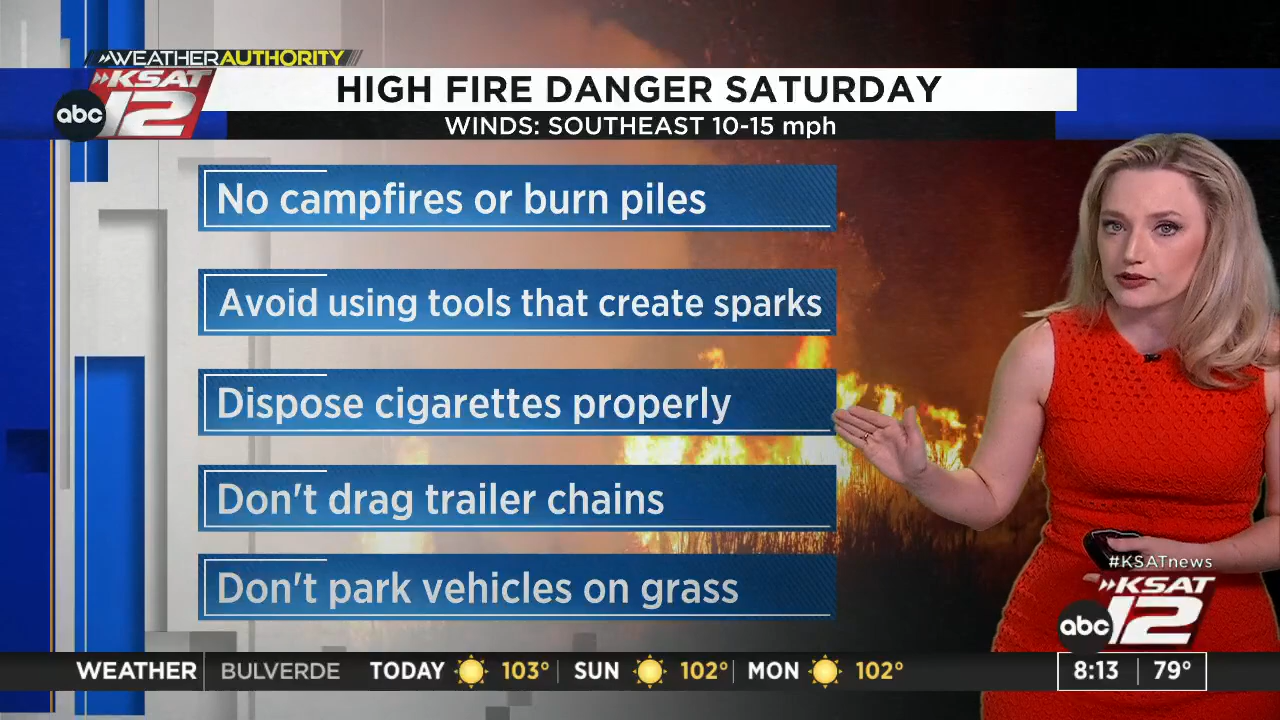 WEATHERAUTHORITY
KSAT
abc 12
HIGH FIRE DANGER SATURDAY
WINDS: SOUTHEAST 10-15 mph
No campfires or burn piles
Avoid using tools that create sparks
Dispose cigarettes properly
Don't drag trailer chains
Don't park vehicles on grass
#KSATnews
KSAT
abc 12
WEATHER BULVERDE TODAY 103° SUN 102° MON 102° 8:13 79°